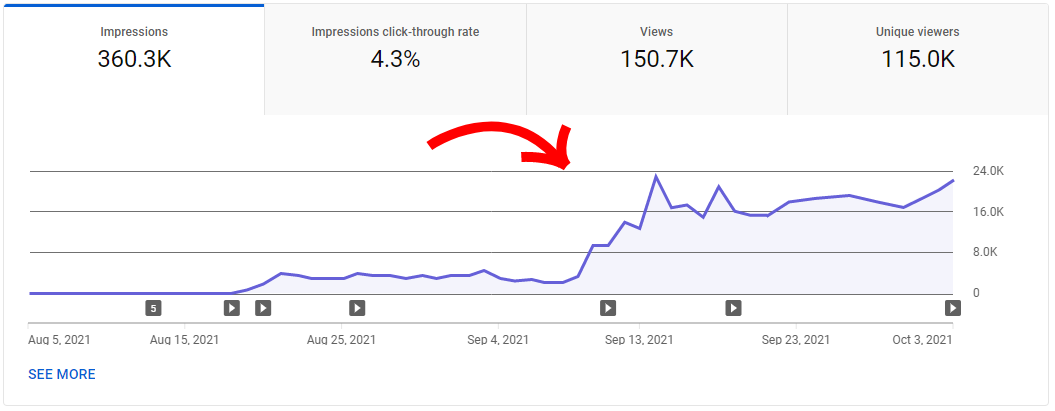 Impressions
360.3K
Impressions click-through rate
4.3%
Views
150.7K
Unique viewers
115.0K
24.0K
16.0K
8.0K
0
5
Aug 5, 2021 Aug 15, 2021 Aug 25, 2021 Sep 4, 2021 Sep 13, 2021 Sep 23, 2021 Oct 3, 2021
SEE MORE